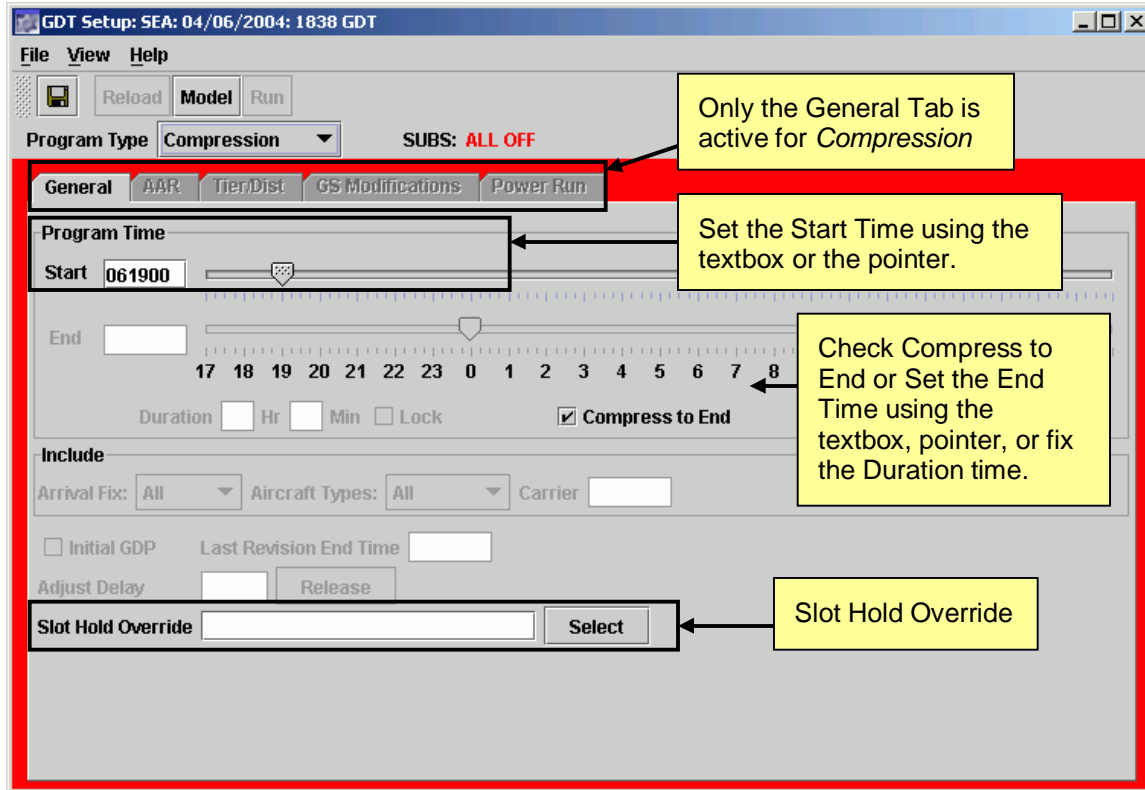 GDT Setup: SEA: 04/06/2004: 1838 GDT
File View Help
Reload Model Run
Program Type Compression SUBS: ALL OFF
Only the General Tab is
active for Compression
General AAR Tier/Dist GS Modifications Power Run
Program Time
Start 061900
Set the Start Time using the
textbox or the pointer.
End
17 18 19 20 21 22 23 0 1 2 3 4 5 6 7 8
Duration Hr Min Lock Compress to End
Check Compress to
End or Set the End
Time using the
textbox, pointer, or fix
the Duration time.
Include
Arrival Fix: All Aircraft Types: All Carrier
Initial GDP Last Revision End Time
Adjust Delay Release
Slot Hold Override Select
Slot Hold Override